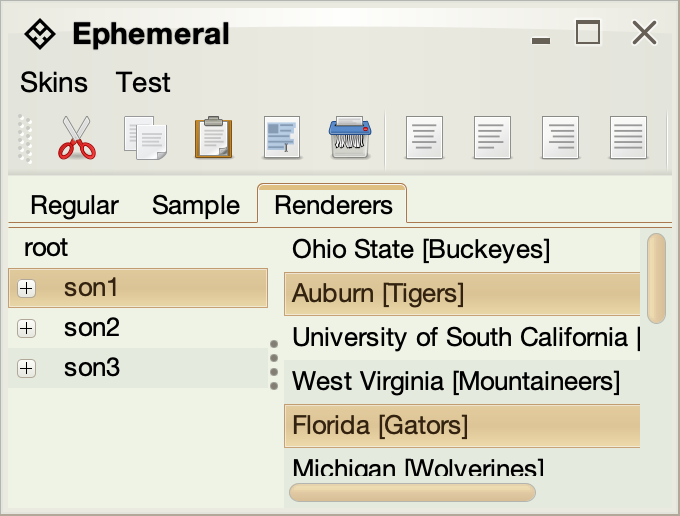 Ephemeral
Skins Test
Regular Sample Renderers
root
son1
son2
son3
Ohio State [Buckeyes]
Auburn [Tigers]
University of South California [
West Virginia [Mountaineers]
Florida [Gators]
Michigan [Wolverines]